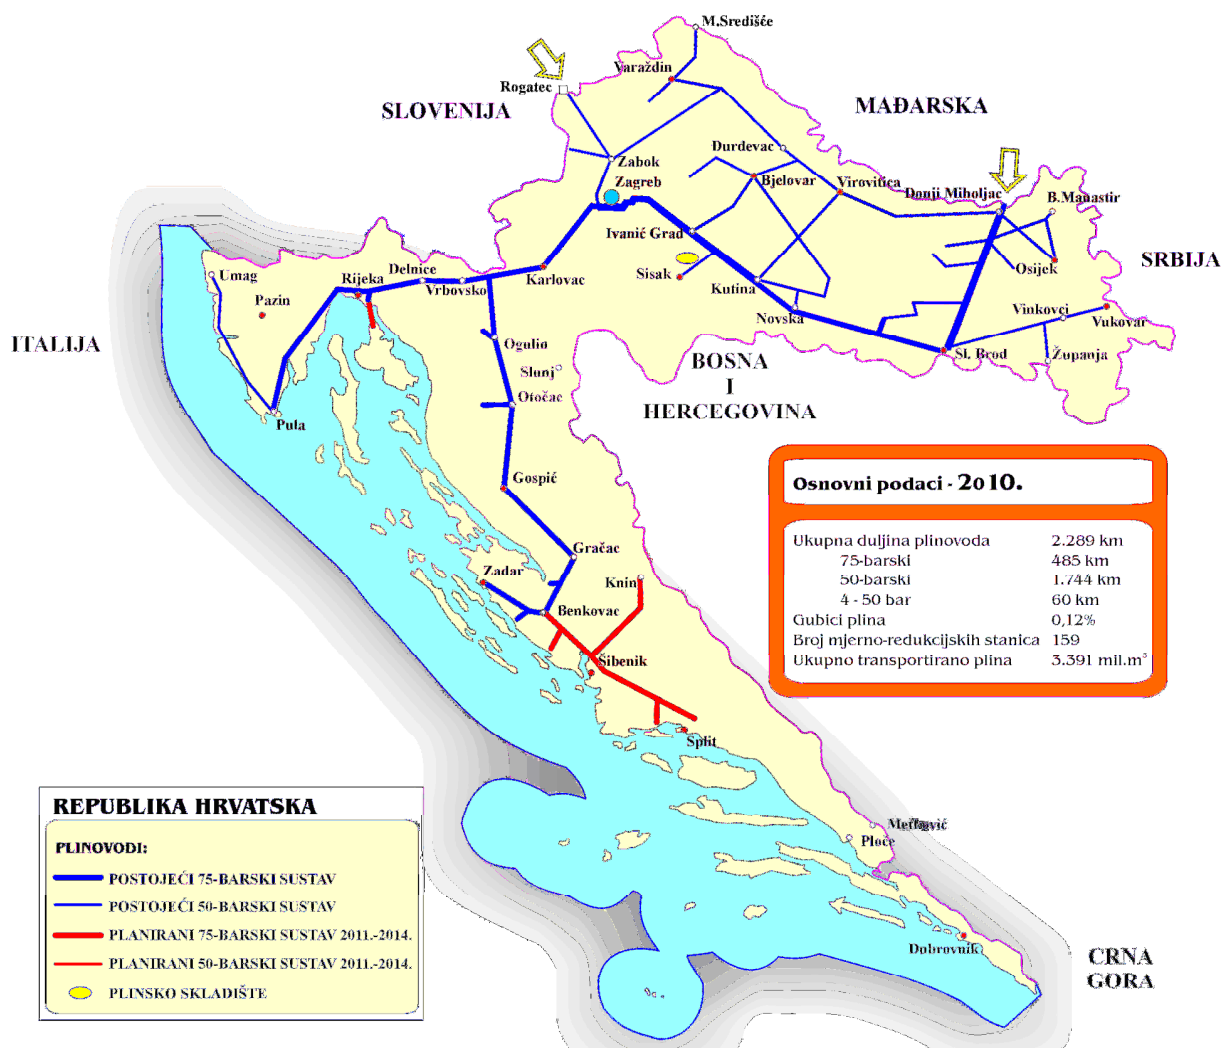 M.Središće
Varaždin
Rogatec
SLOVENIJA
MAĐARSKA
Đurđevac
Zabok
Zagreb
Bjelovar
Virovitica
Donji Miholjac
B.Manastir
Ivanić Grad
Sisak
Kutina
Novska
Osijek
SRBIJA
Vinkovci
Vukovar
Sl. Brod
Županja
Umag
Pazin
Rijeka
Delnice
Vrbovsko
Karlovac
ITALIJA
Ogulin
Slunj
Otočac
Pula
BOSNA
I
HERCEGOVINA
Gospić
Gračac
Zadar
Knin
Benkovac
Šibenik
Split
Ploče
Dubrovnik
CRNA
GORA
Osnovni podaci - 2010.
Ukupna duljina plinovoda 2.289 km
75-barski 485 km
50-barski 1.744 km
4 - 50 bar 60 km
Gubici plina 0,12%
Broj mjerno-redukcijskih stanica 159
Ukupno transportirano plina 3.391 mil.m³
REPUBLIKA HRVATSKA
PLINOVODI:
POSTOJEĆI 75-BARSKI SUSTAV
POSTOJEĆI 50-BARSKI SUSTAV
PLANIRANI 75-BARSKI SUSTAV 2011.-2014.
PLANIRANI 50-BARSKI SUSTAV 2011.-2014.
PLINSKO SKLADIŠTE